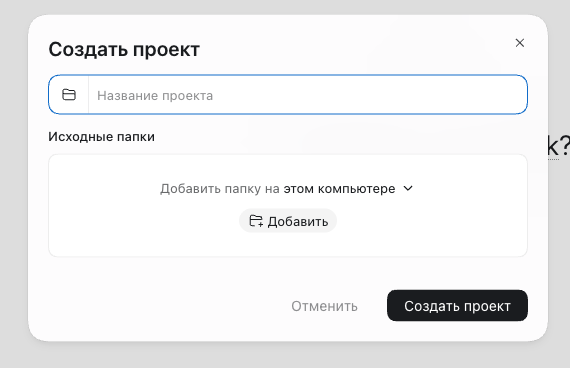 Создать проект
Название проекта
k?
Исходные папки
Добавить папку на этом компьютере
Добавить
Отменить
Создать проект